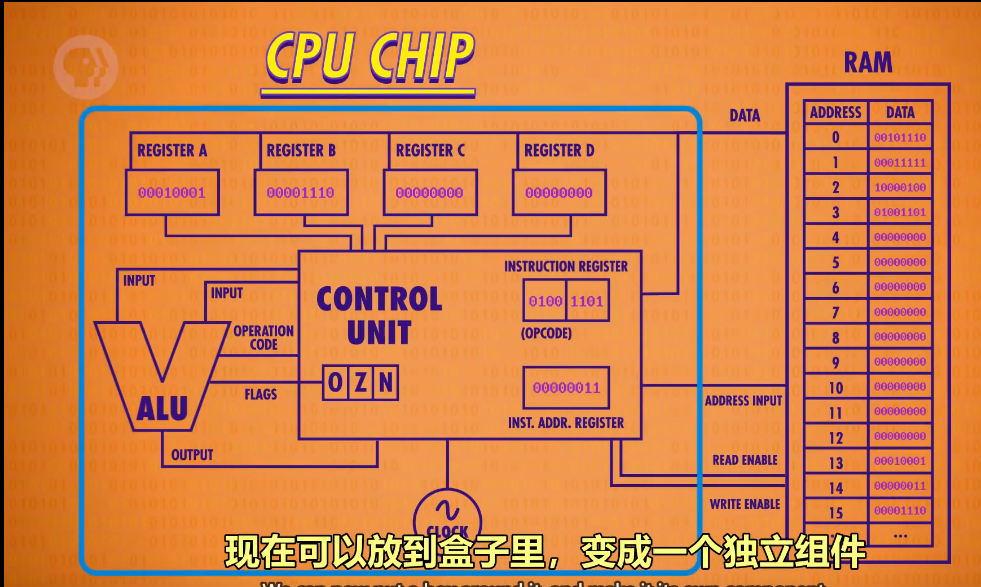 CPU CHIP
RAM
DATA
ADDRESS DATA
0 00101110
1 00011111
2 10000100
3 01001101
4 00000000
5 00000000
6 00000000
7 00000000
8 00000000
9 00000000
10 00000000
11 00000000
12 00000000
13 00010001
14 00000011
15 00001110
...
REGISTER A
00010001
REGISTER B
00001110
REGISTER C
00000000
REGISTER D
00000000
INPUT
INPUT
OPERATION
CODE
FLAGS
ALU
OUTPUT
CONTROL
UNIT
O Z N
INSTRUCTION REGISTER
0100 1101
(OPCODE)
00000011
INST. ADDR. REGISTER
ADDRESS INPUT
READ ENABLE
WRITE ENABLE
CLOCK
现在可以放到盒子里，变成一个独立组件
We can now put a box around it, and make it its own component